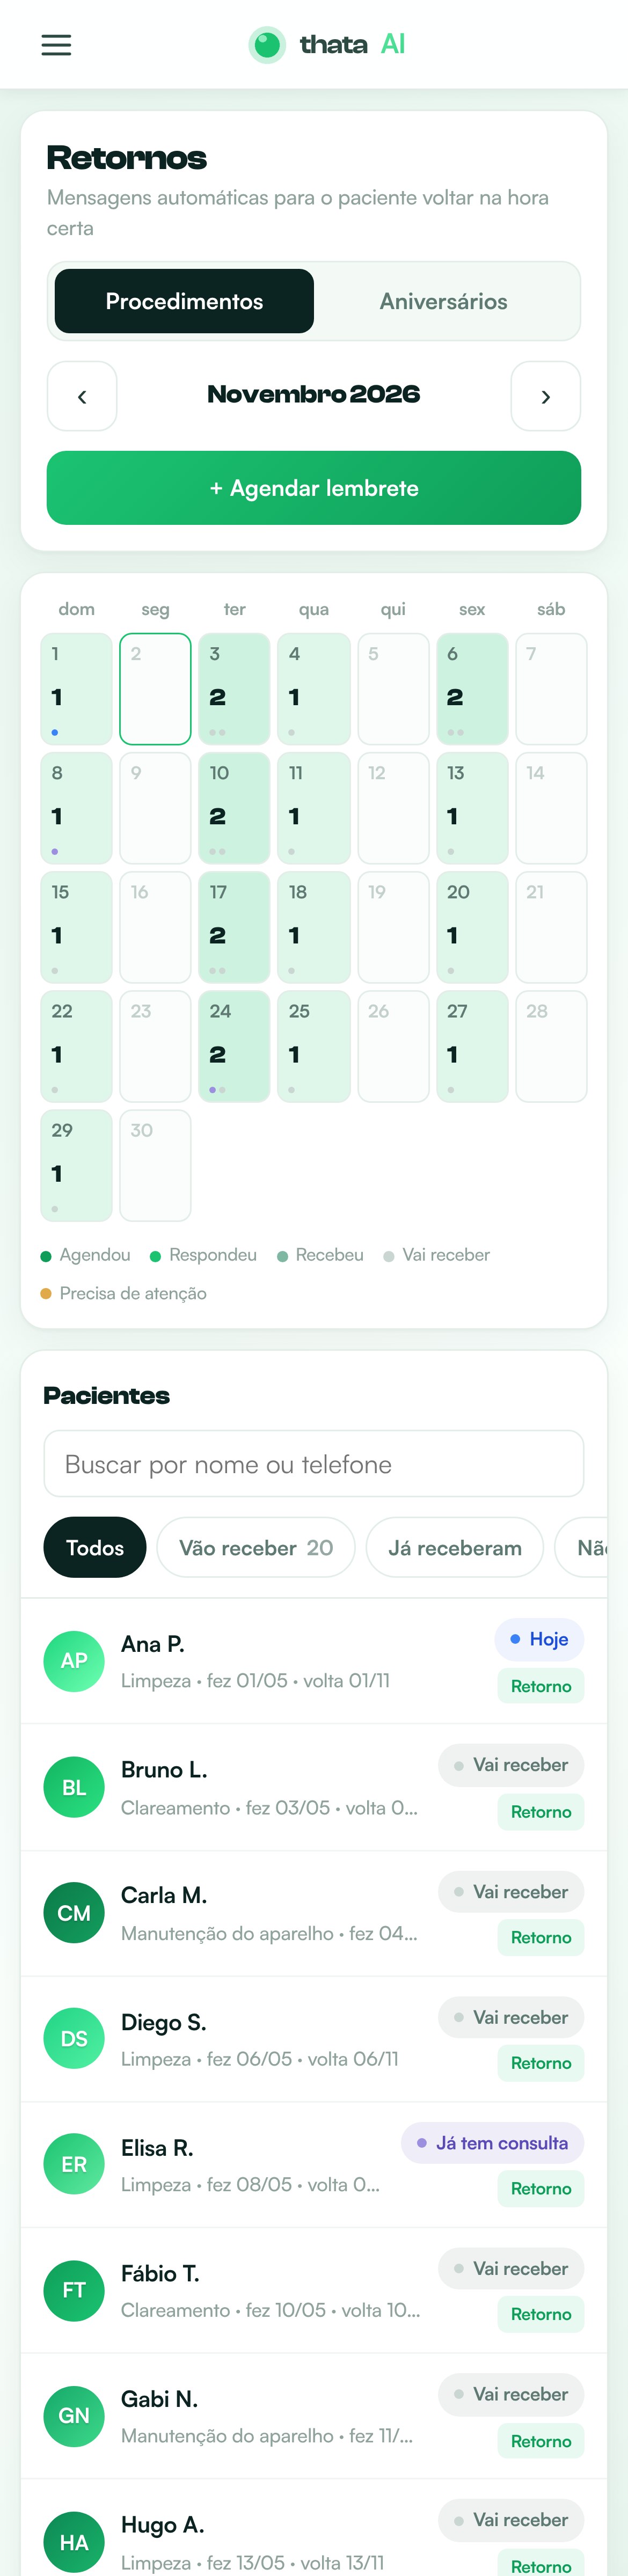 thata AI
Retornos
Mensagens automáticas para o paciente voltar na hora
certa
Procedimentos Aniversários
‹ Novembro 2026 ›
+ Agendar lembrete
dom seg ter qua qui sex sáb
1 2 3 4 5 6 7
1 2 1 2
8 9 10 11 12 13 14
1 2 1 1
15 16 17 18 19 20 21
1 2 1 1
22 23 24 25 26 27 28
1 2 1 1
29 30
1
Agendou Respondeu Recebeu Vai receber
Precisa de atenção
Pacientes
Buscar por nome ou telefone
Todos Vão receber 20 Já receberam Nã
AP Ana P. Hoje
Limpeza · fez 01/05 · volta 01/11 Retorno
BL Bruno L. Vai receber
Clareamento · fez 03/05 · volta 0... Retorno
CM Carla M. Vai receber
Manutenção do aparelho · fez 04... Retorno
DS Diego S. Vai receber
Limpeza · fez 06/05 · volta 06/11 Retorno
ER Elisa R. Já tem consulta
Limpeza · fez 08/05 · volta 0... Retorno
FT Fábio T. Vai receber
Clareamento · fez 10/05 · volta 10... Retorno
GN Gabi N. Vai receber
Manutenção do aparelho · fez 11/... Retorno
HA Hugo A. Vai receber
Limpeza · fez 13/05 · volta 13/11 Retorno